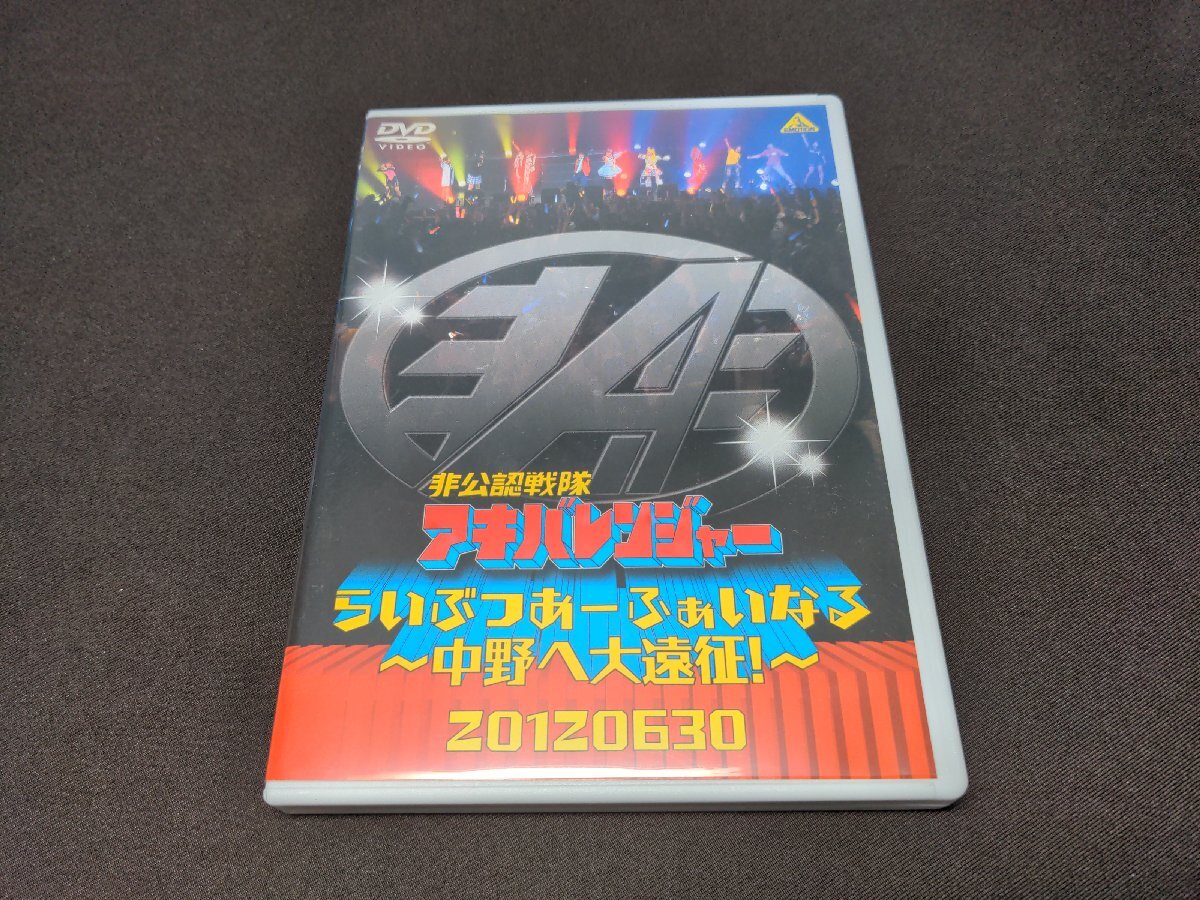 DVD
VIDEO
EMOTION
非公認戦隊
アキバレンジャー
らいぶつあーふぁいなる
～中野へ大遠征!～
20120630